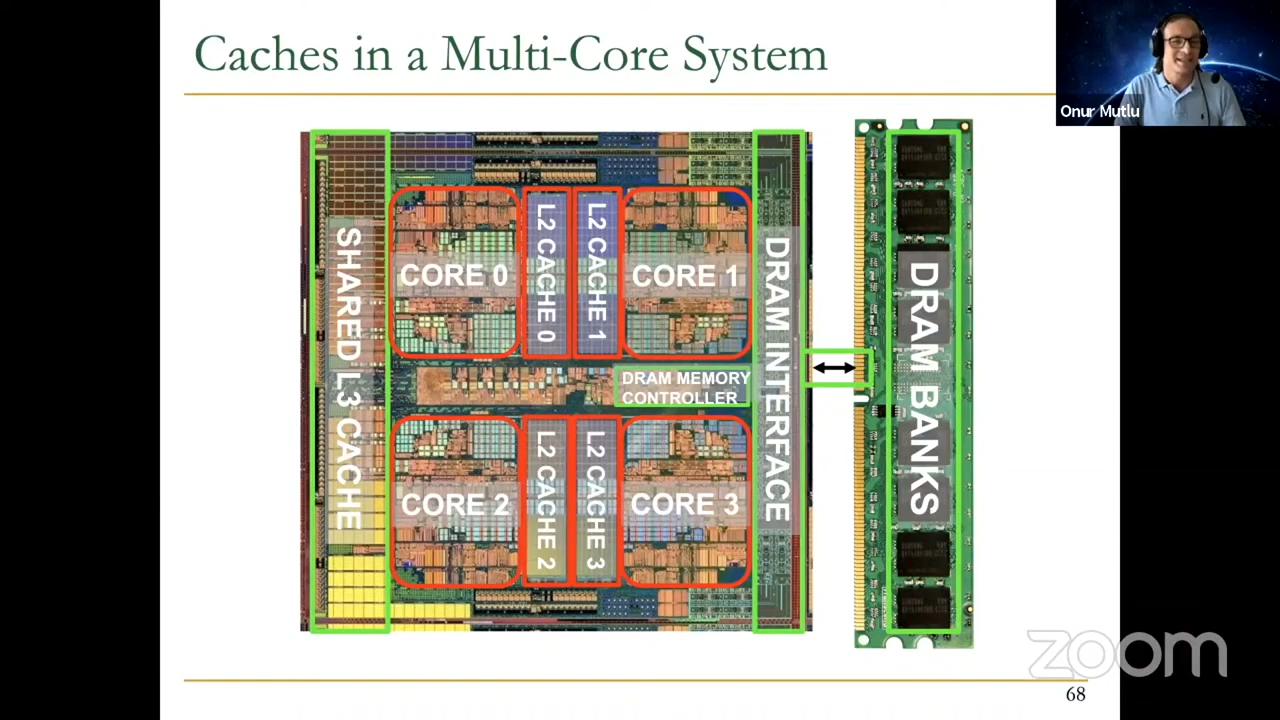 Caches in a Multi-Core System
Onur Mutlu
SHARED L3 CACHE
CORE 0
L2 CACHE 0
L2 CACHE 1
CORE 1
DRAM INTERFACE
DRAM BANKS
DRAM MEMORY
CONTROLLER
CORE 2
L2 CACHE 2
L2 CACHE 3
CORE 3
zoom
68